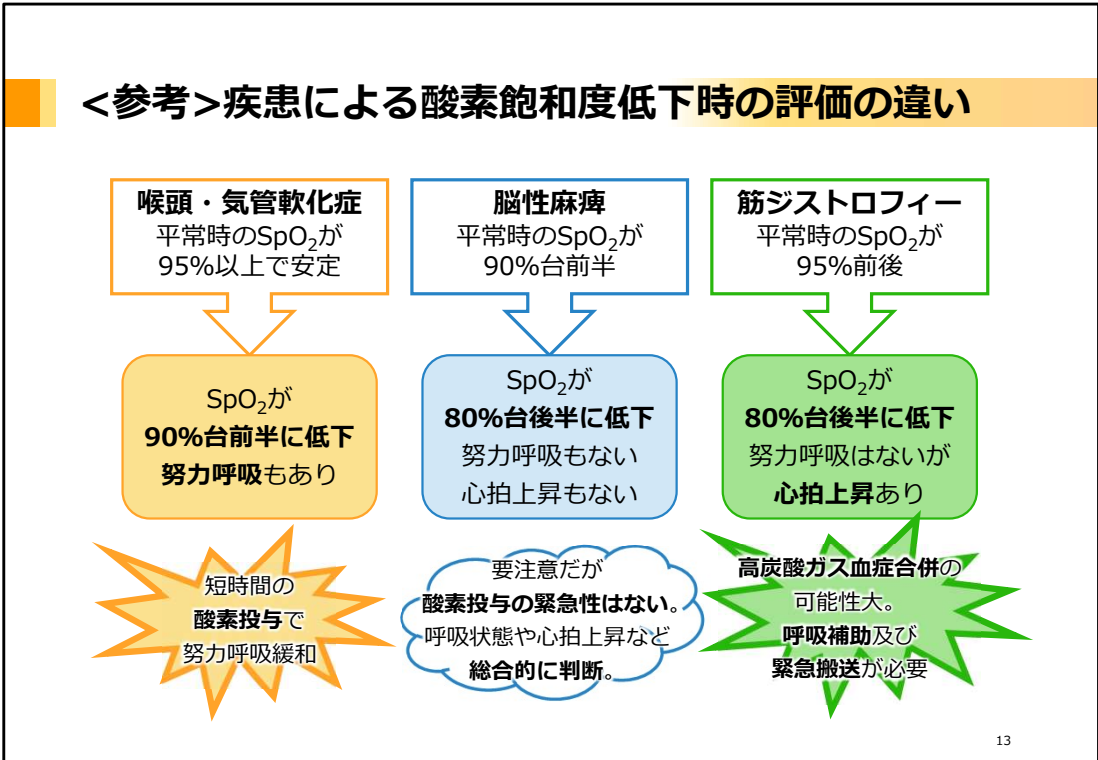 <参考>疾患による酸素飽和度低下時の評価の違い
喉頭・気管軟化症
平常時のSpO₂が
95%以上で安定
SpO₂が
90%台前半に低下
努力呼吸もあり
短時間の
酸素投与で
努力呼吸緩和
脳性麻痺
平常時のSpO₂が
90%台前半
SpO₂が
80%台後半に低下
努力呼吸もない
心拍上昇もない
要注意だが
酸素投与の緊急性はない。
呼吸状態や心拍上昇など
総合的に判断。
筋ジストロフィー
平常時のSpO₂が
95%前後
SpO₂が
80%台後半に低下
努力呼吸はないが
心拍上昇あり
高炭酸ガス血症合併の
可能性大。
呼吸補助及び
緊急搬送が必要
13